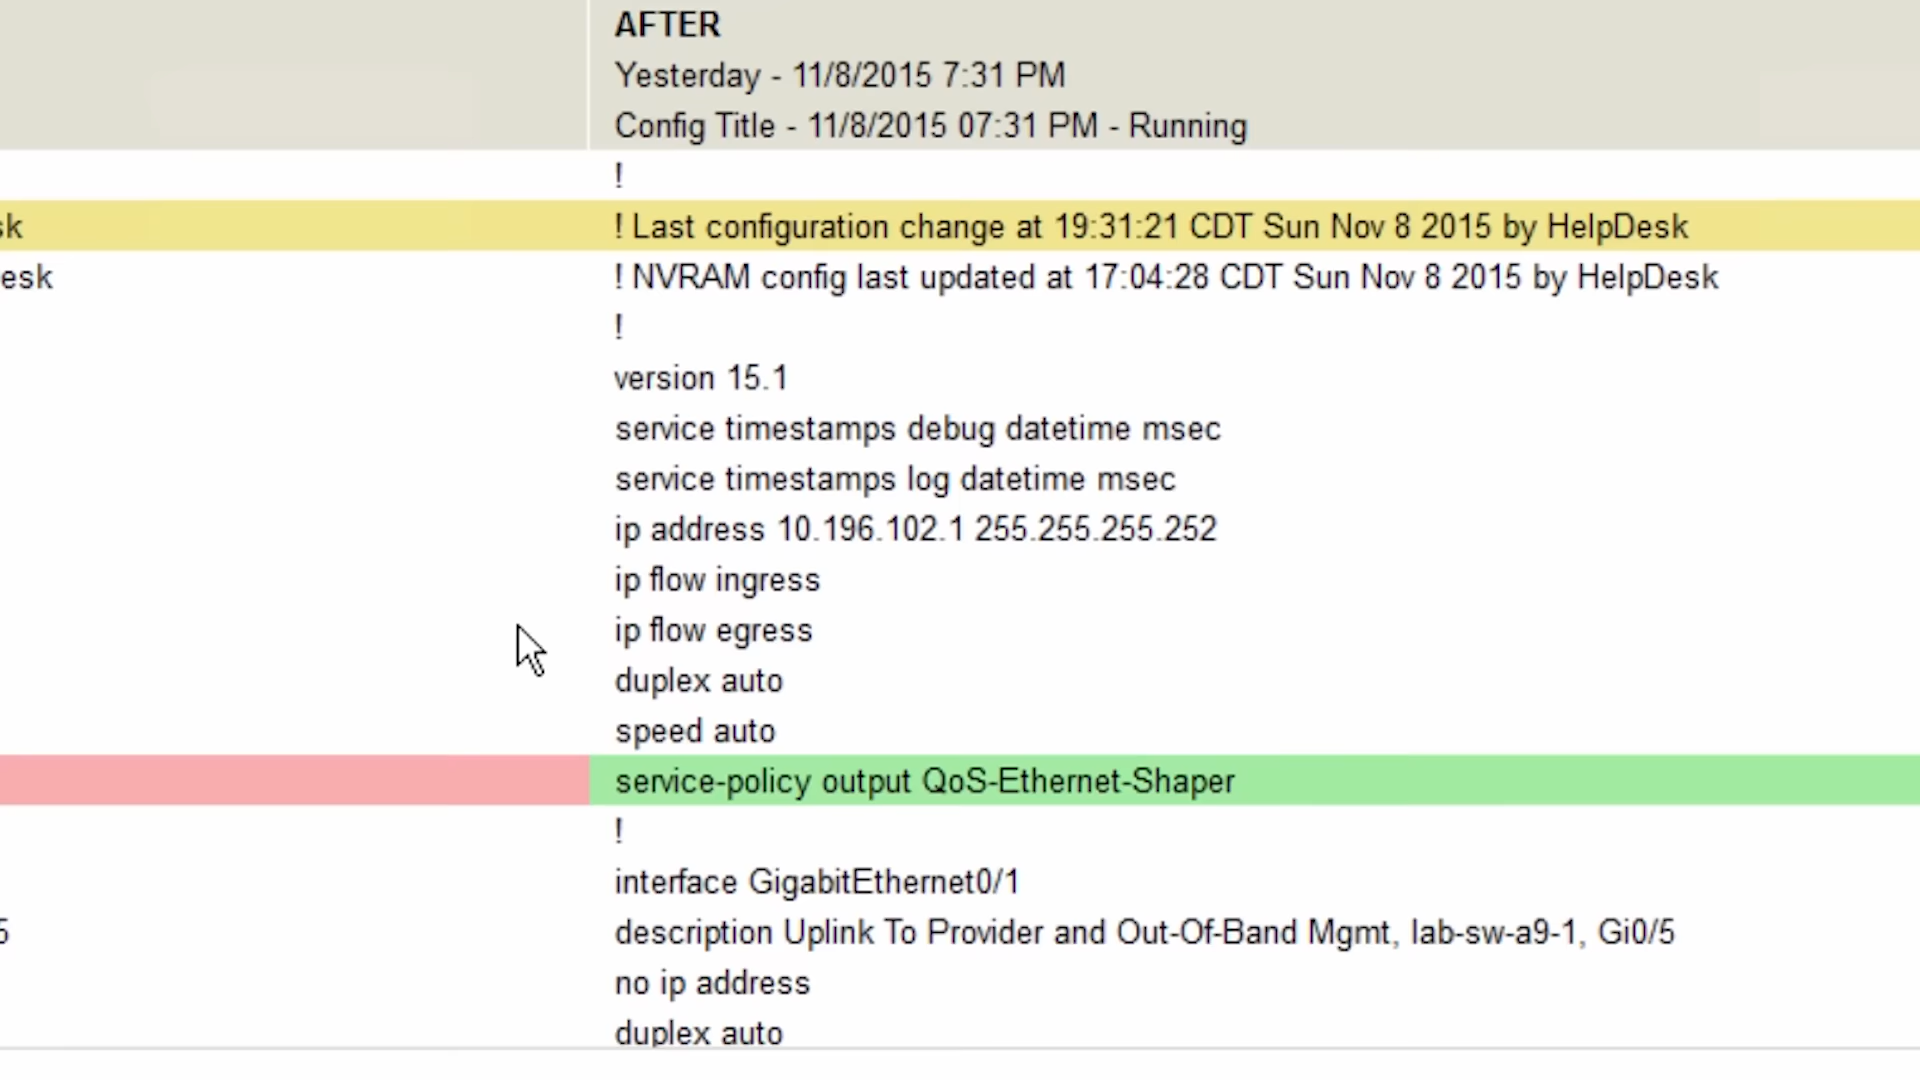 AFTER
Yesterday - 11/8/2015 7:31 PM
Config Title - 11/8/2015 07:31 PM - Running
!
sk ! Last configuration change at 19:31:21 CDT Sun Nov 8 2015 by HelpDesk
esk ! NVRAM config last updated at 17:04:28 CDT Sun Nov 8 2015 by HelpDesk
!
version 15.1
service timestamps debug datetime msec
service timestamps log datetime msec
ip address 10.196.102.1 255.255.255.252
ip flow ingress
ip flow egress
duplex auto
speed auto
service-policy output QoS-Ethernet-Shaper
!
interface GigabitEthernet0/1
5 description Uplink To Provider and Out-Of-Band Mgmt, lab-sw-a9-1, Gi0/5
no ip address
duplex auto